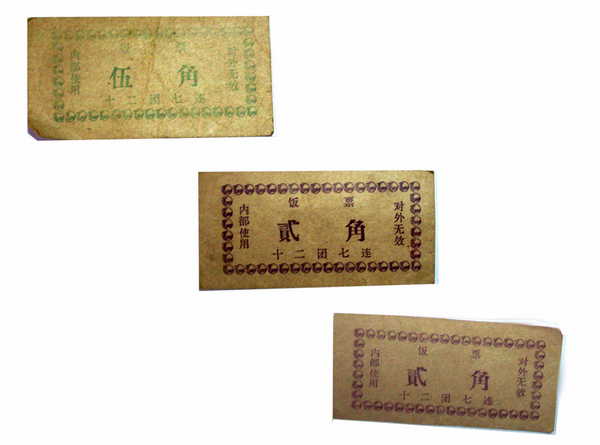 饭 票
内部使用
伍 角
对外无效
十二团七连
饭 票
内部使用
贰 角
对外无效
十二团七连
饭 票
内部使用
贰 角
对外无效
十二团七连